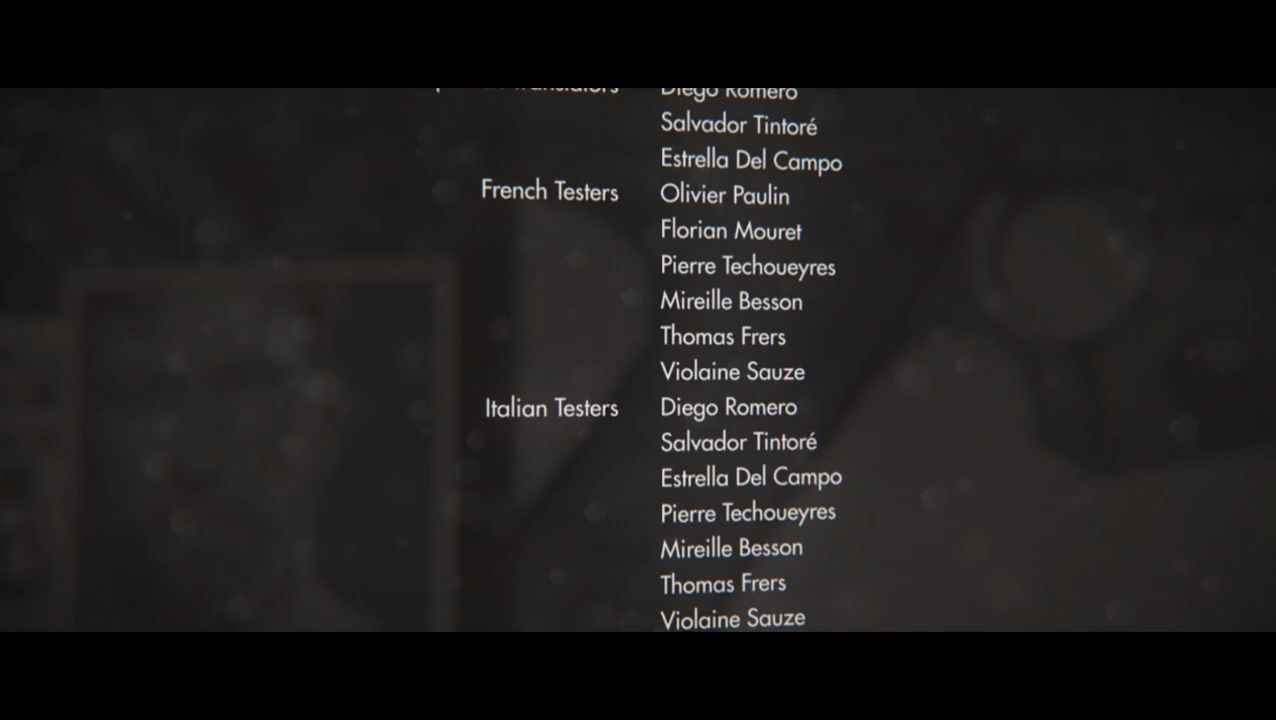 Translators Diego Romero
Salvador Tintoré
Estrella Del Campo
French Testers Olivier Paulin
Florian Mouret
Pierre Techoueyres
Mireille Besson
Thomas Frers
Violaine Sauze
Italian Testers Diego Romero
Salvador Tintoré
Estrella Del Campo
Pierre Techoueyres
Mireille Besson
Thomas Frers
Violaine Sauze